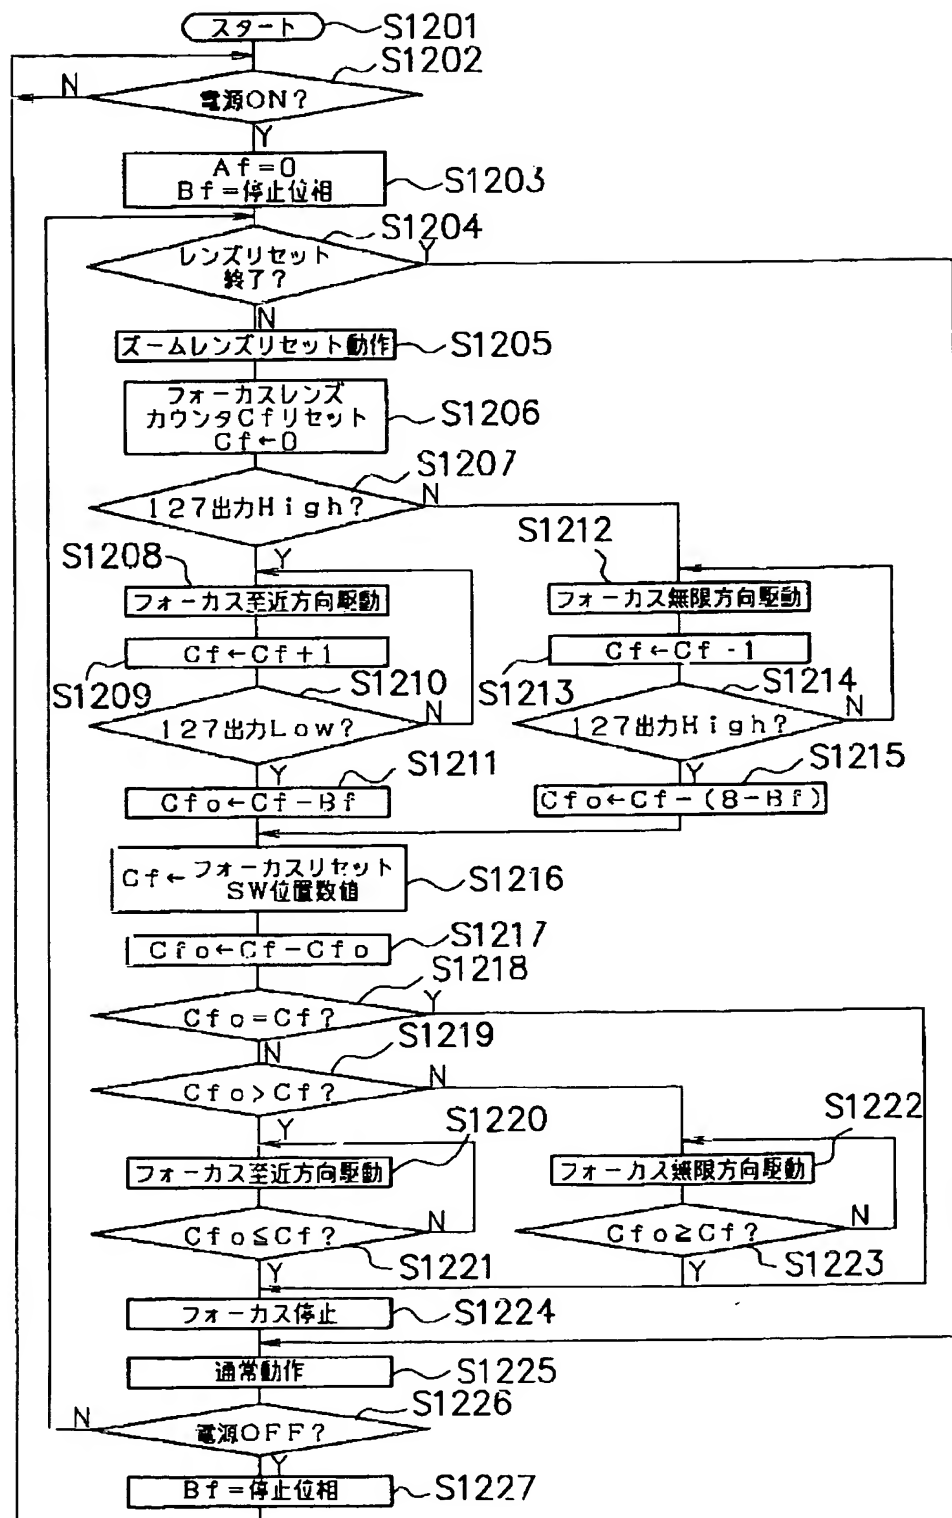 スタート
S1201
S1202
N
電源ON?
Y
Af=0
Bf=停止位相
S1203
S1204
Y
レンズリセット
終了?
N
ズームレンズリセット動作
S1205
フォーカスレンズ
カウンタCfリセット
Cf←0
S1206
S1207
N
127出力High?
Y
S1208
フォーカス至近方向駆動
Cf←Cf+1
S1209
S1210
N
127出力Low?
Y
S1211
Cfo←Cf-Bf
S1212
フォーカス無限方向駆動
Cf←Cf-1
S1213
S1214
N
127出力High?
Y
S1215
Cfo←Cf-(8-Bf)
Cf←フォーカスリセット
SW位置数値
S1216
Cfo←Cf-Cfo
S1217
S1218
Y
Cfo=Cf?
N
S1219
N
Cfo>Cf?
Y
S1220
フォーカス至近方向駆動
Cfo≦Cf?
N
S1221
Y
S1222
フォーカス無限方向駆動
Cfo≧Cf?
N
S1223
Y
フォーカス停止
S1224
通常動作
S1225
S1226
N
電源OFF?
Y
Bf=停止位相
S1227